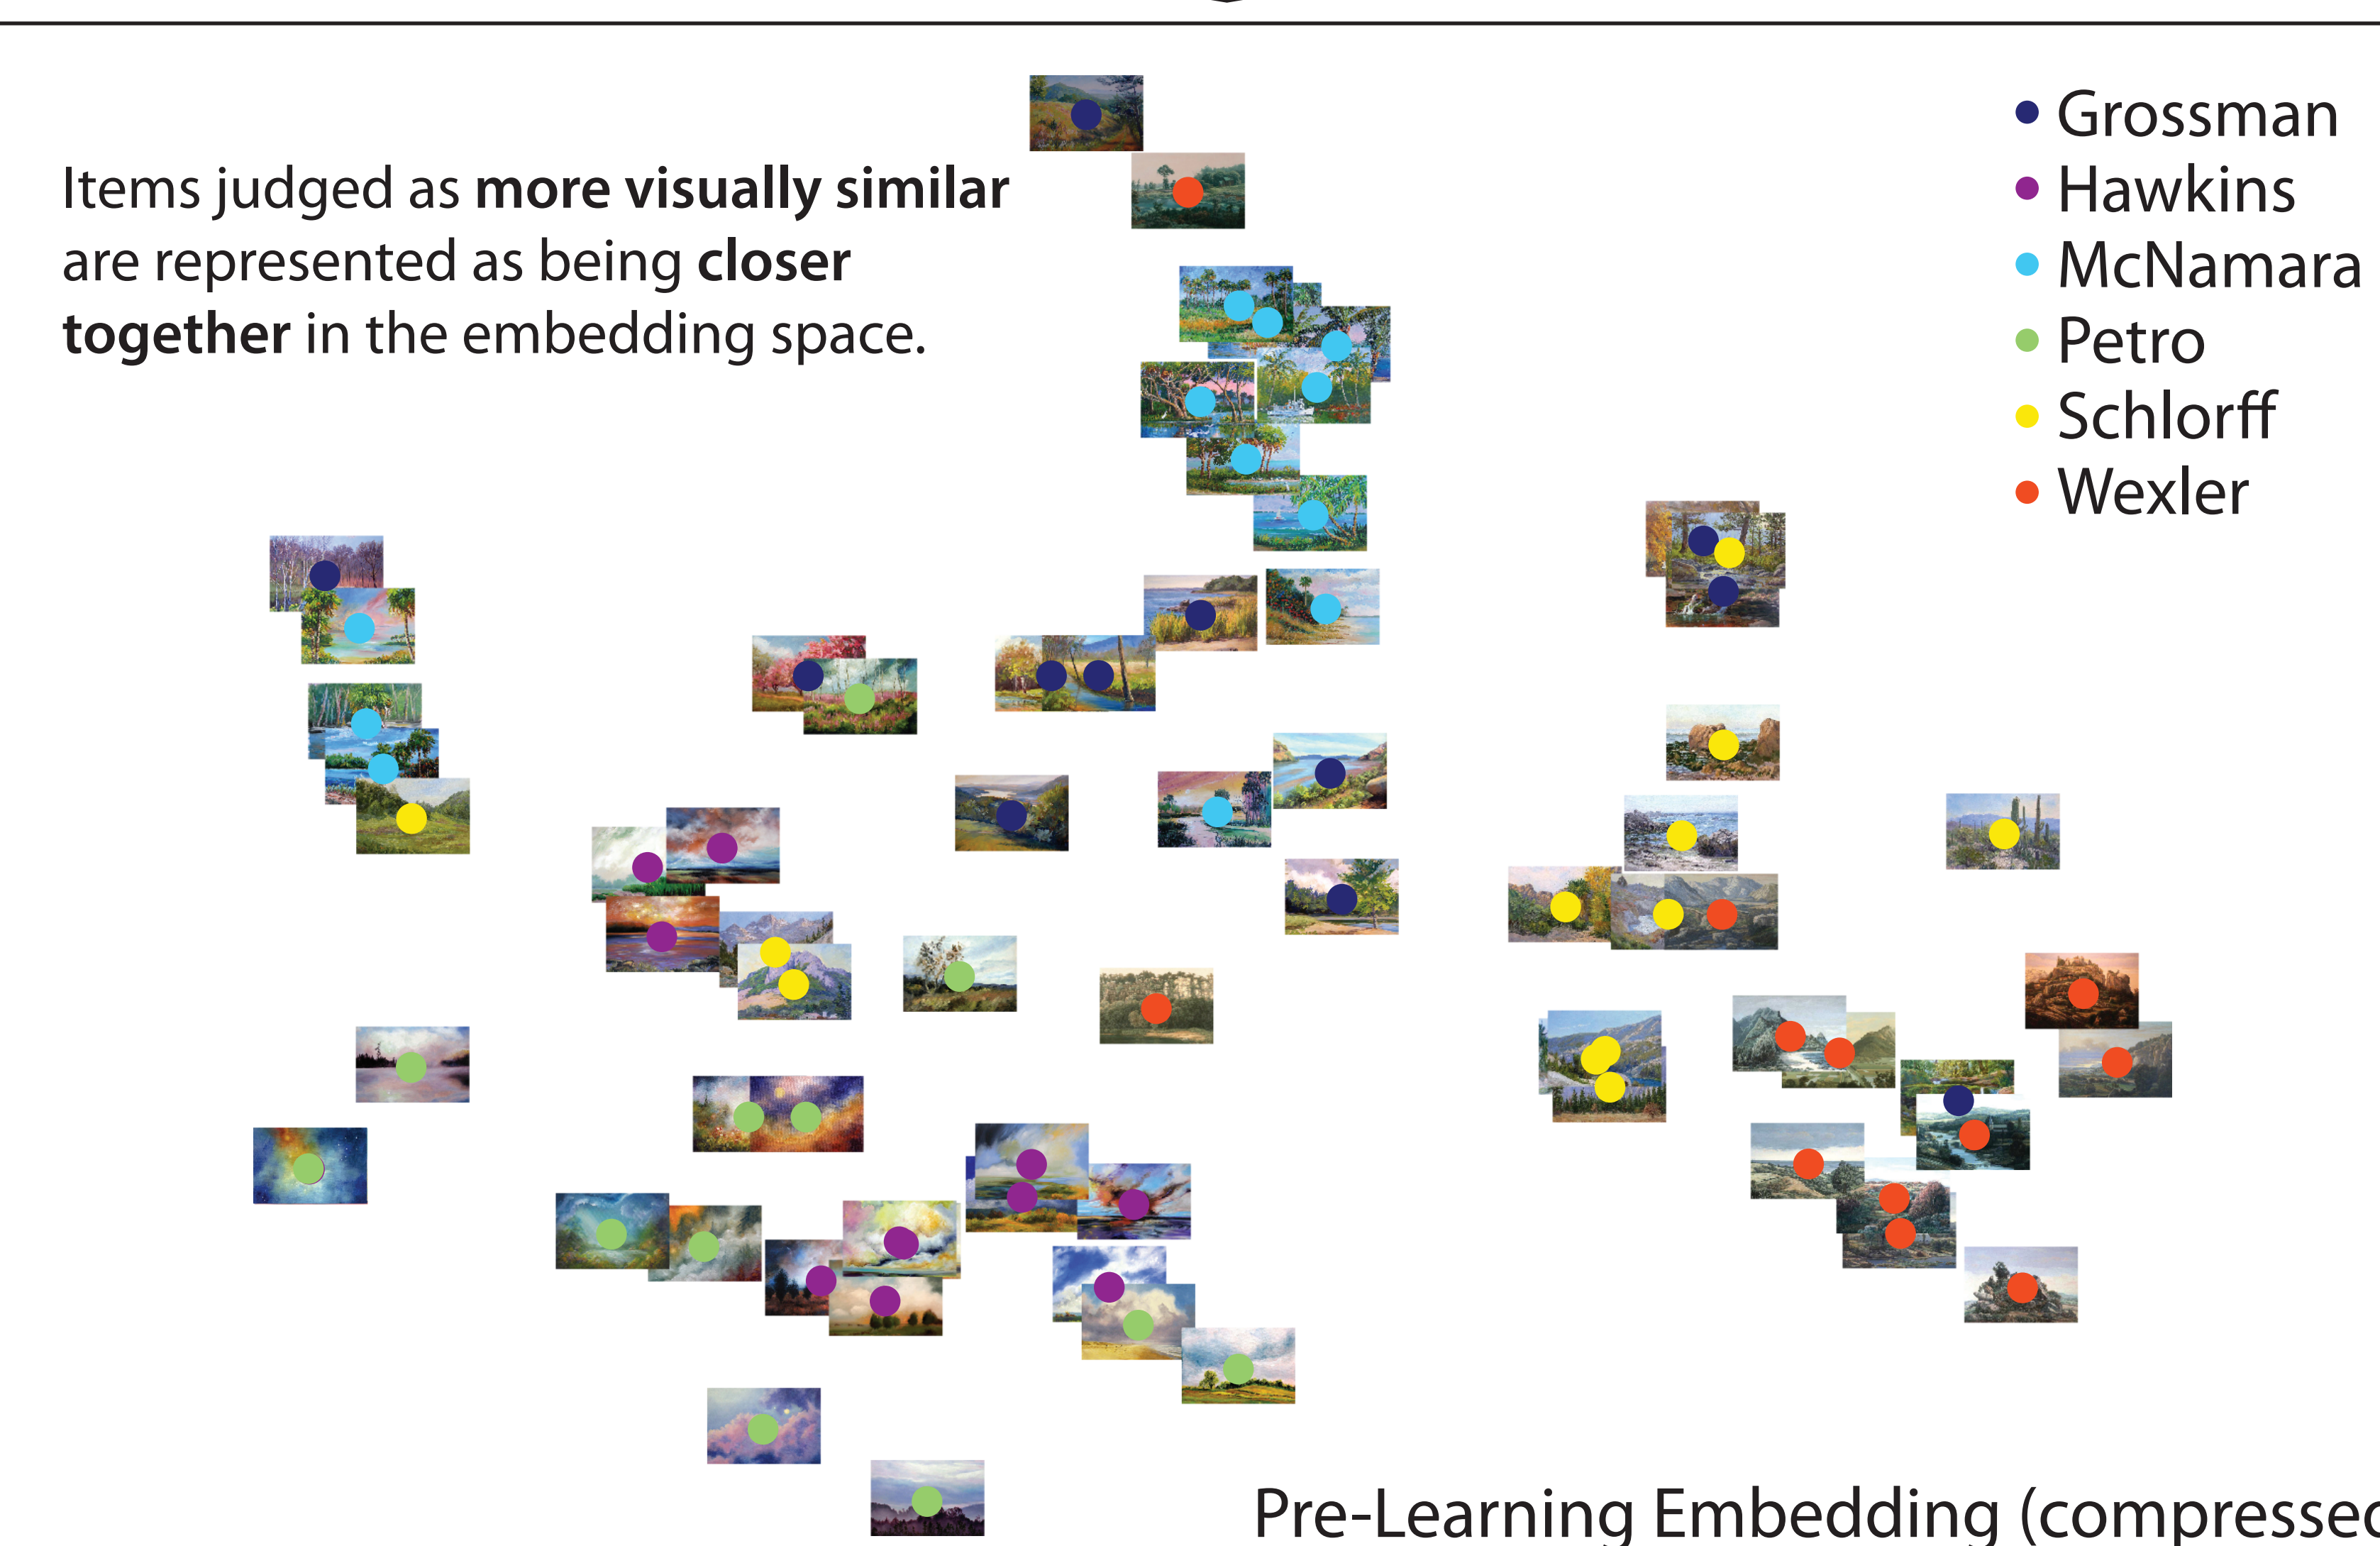 Items judged as more visually similar
are represented as being closer
together in the embedding space.
Grossman
Hawkins
McNamara
Petro
Schlorff
Wexler
Pre-Learning Embedding (compressed